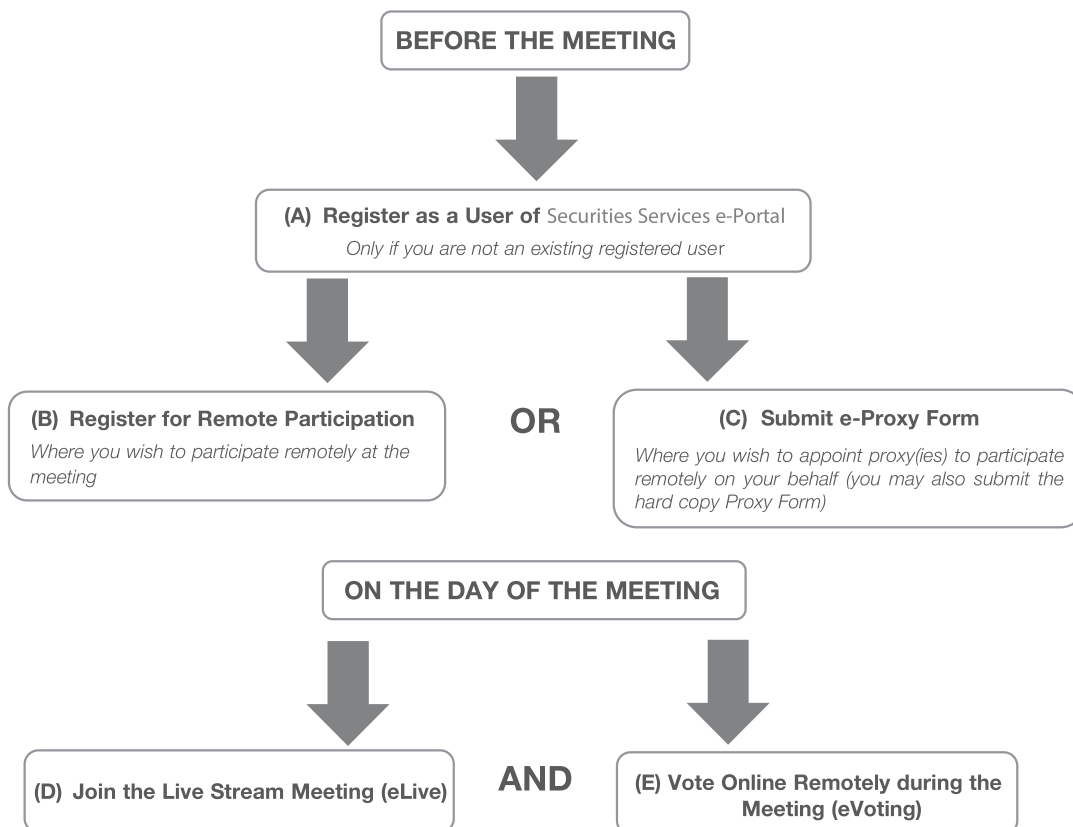 BEFORE THE MEETING
(A) Register as a User of Securities Services e-Portal
Only if you are not an existing registered user
(B) Register for Remote Participation
Where you wish to participate remotely at the
meeting
OR
(C) Submit e-Proxy Form
Where you wish to appoint proxy(ies) to participate
remotely on your behalf (you may also submit the
hard copy Proxy Form)
ON THE DAY OF THE MEETING
(D) Join the Live Stream Meeting (eLive)
AND
(E) Vote Online Remotely during the
Meeting (eVoting)